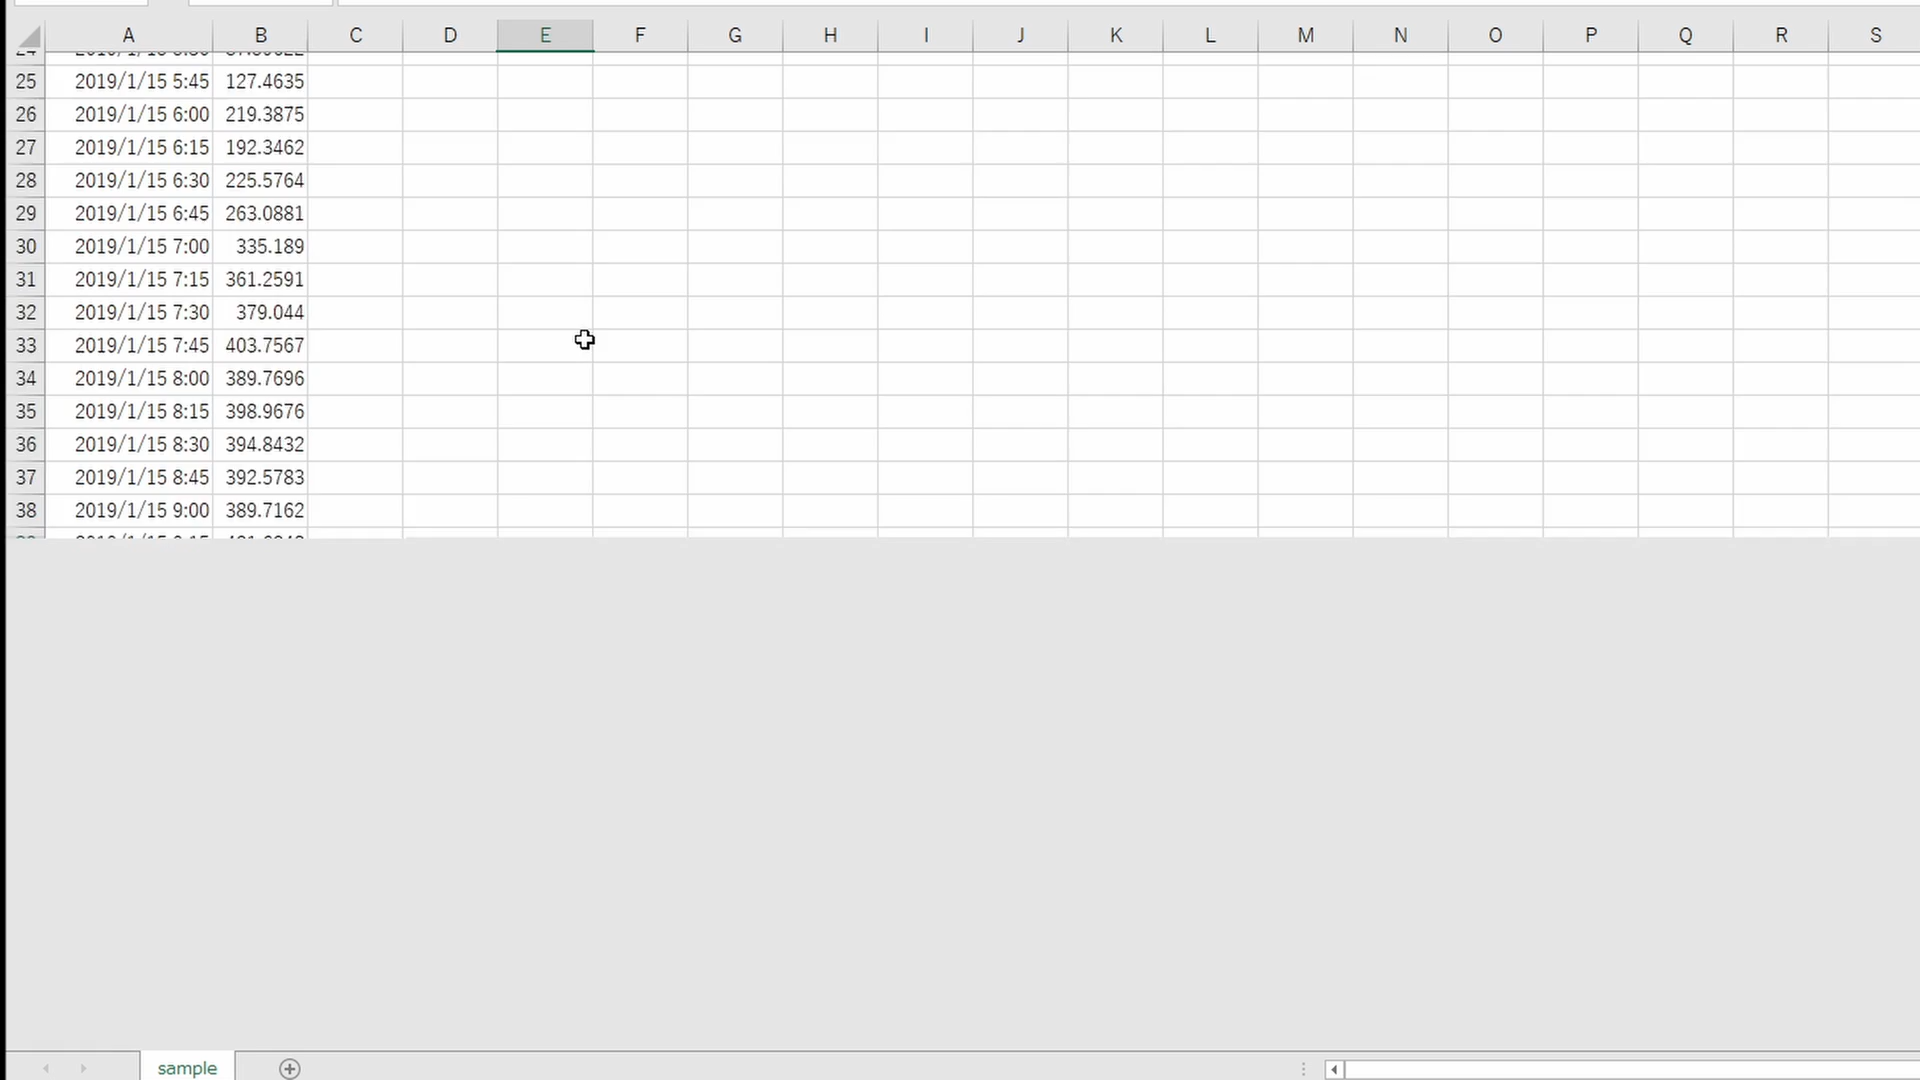 A B C D E F G H I J K L M N O P Q R S
25 2019/1/15 5:45 127.4635
26 2019/1/15 6:00 219.3875
27 2019/1/15 6:15 192.3462
28 2019/1/15 6:30 225.5764
29 2019/1/15 6:45 263.0881
30 2019/1/15 7:00 335.189
31 2019/1/15 7:15 361.2591
32 2019/1/15 7:30 379.044
33 2019/1/15 7:45 403.7567
34 2019/1/15 8:00 389.7696
35 2019/1/15 8:15 398.9676
36 2019/1/15 8:30 394.8432
37 2019/1/15 8:45 392.5783
38 2019/1/15 9:00 389.7162
sample